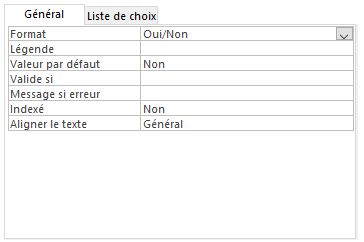 Général Liste de choix
Format Oui/Non
Légende
Valeur par défaut Non
Valide si
Message si erreur
Indexé Non
Aligner le texte Général